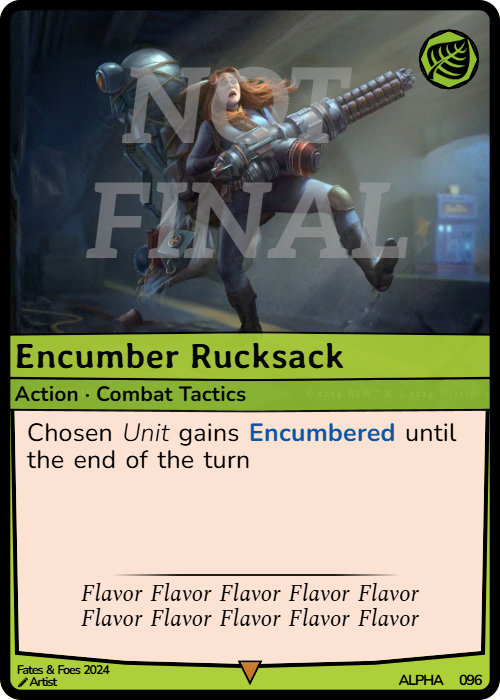 NOT
FINAL
Encumber Rucksack
Action · Combat Tactics
Chosen Unit gains Encumbered until
the end of the turn
Flavor Flavor Flavor Flavor Flavor
Flavor Flavor Flavor Flavor Flavor
Fates & Foes 2024
Artist
ALPHA 096